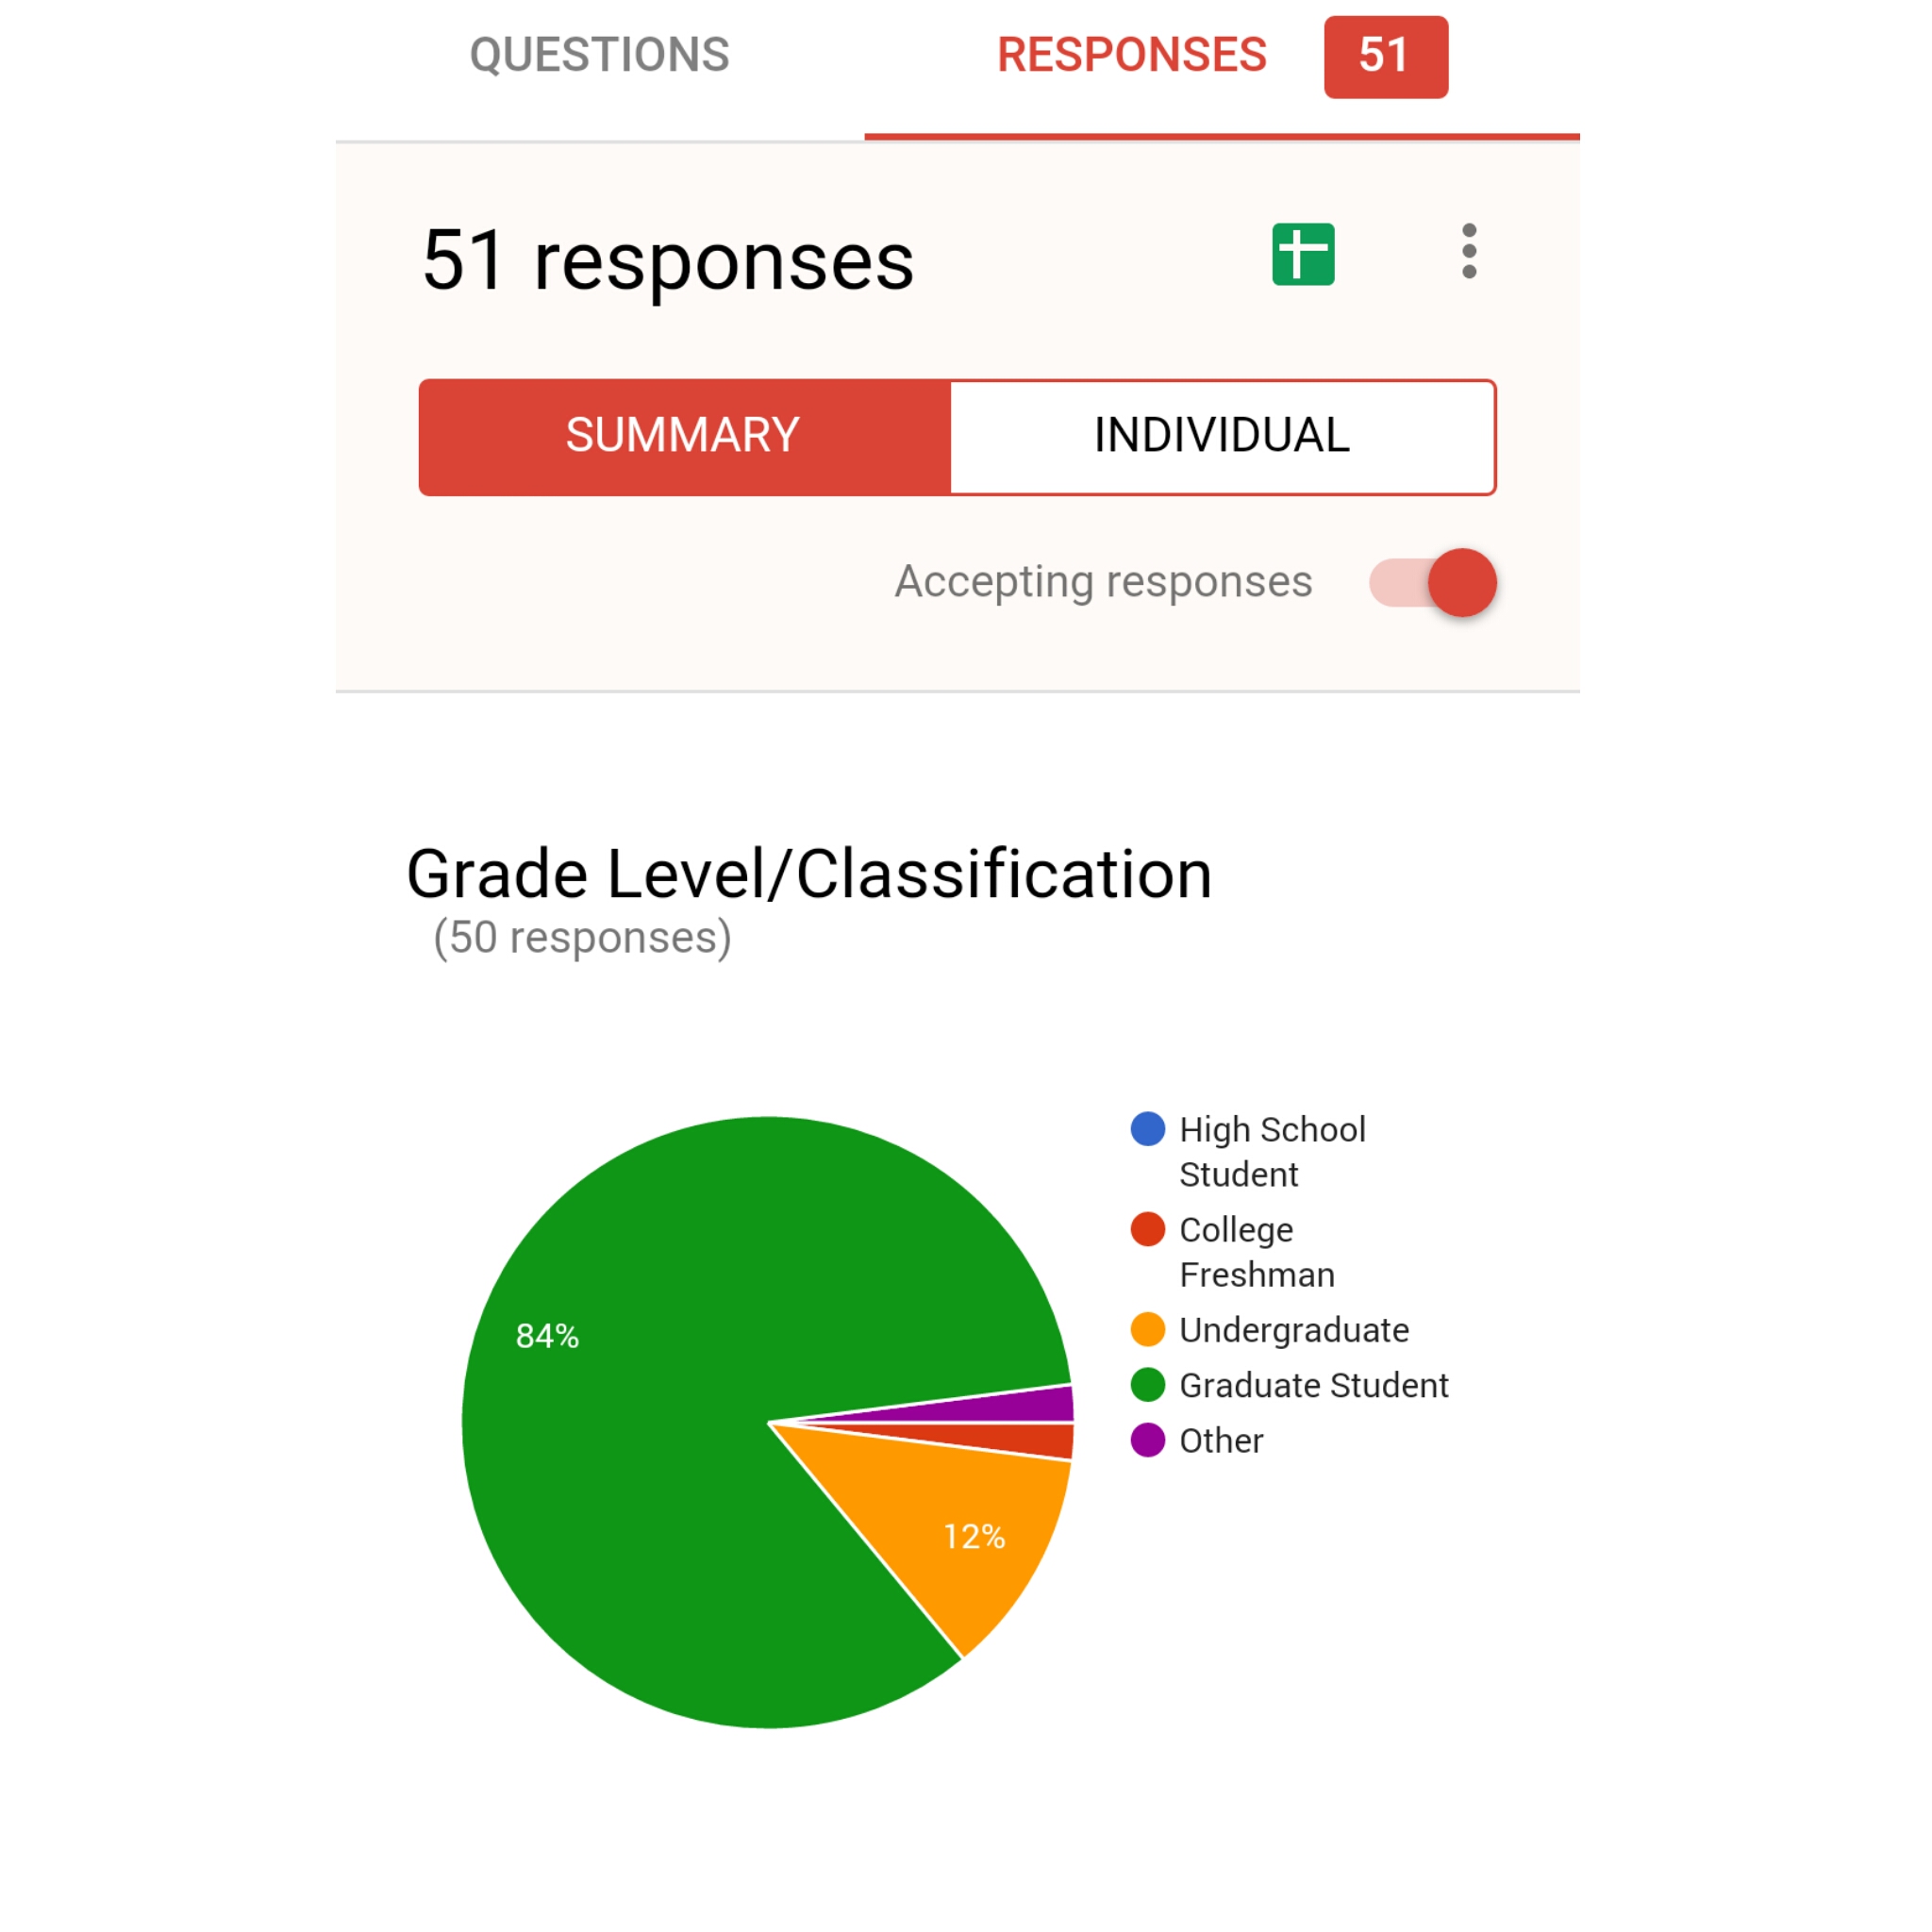 QUESTIONS RESPONSES 51
51 responses
SUMMARY INDIVIDUAL
Accepting responses
Grade Level/Classification
(50 responses)
High School
Student
College
Freshman
Undergraduate
Graduate Student
Other
84%
12%